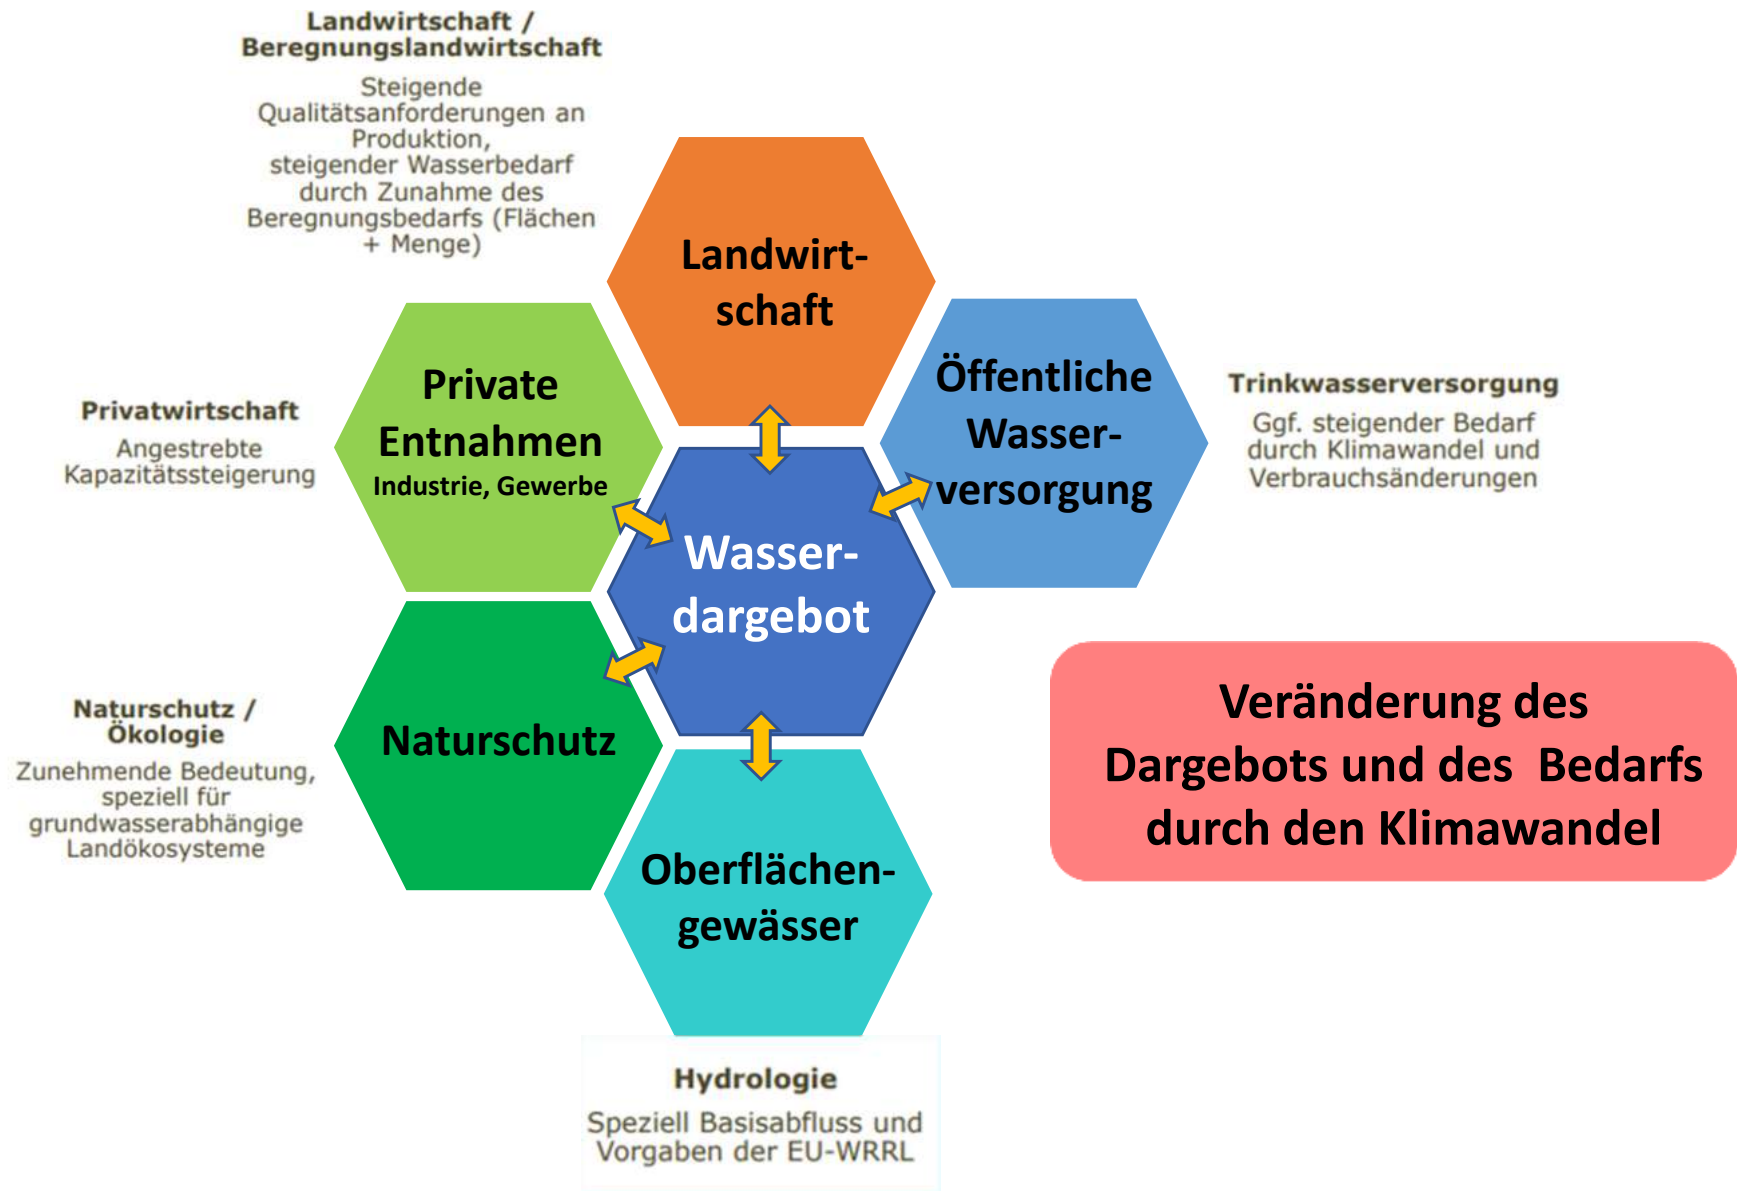 Landwirtschaft /
Beregnungslandwirtschaft
Steigende
Qualitätsanforderungen an
Produktion,
steigender Wasserbedarf
durch Zunahme des
Beregnungsbedarfs (Flächen
+ Menge)
Landwirt-
schaft
Private
Entnahmen
Industrie, Gewerbe
Öffentliche
Wasser-
versorgung
Trinkwasserversorgung
Ggf. steigender Bedarf
durch Klimawandel und
Verbrauchsänderungen
Privatwirtschaft
Angestrebte
Kapazitätssteigerung
Wasser-
dargebot
Naturschutz /
Ökologie
Zunehmende Bedeutung,
speziell für
grundwasserabhängige
Landökosysteme
Naturschutz
Veränderung des
Dargebots und des  Bedarfs
durch den Klimawandel
Oberflächen-
gewässer
Hydrologie
Speziell Basisabfluss und
Vorgaben der EU-WRRL